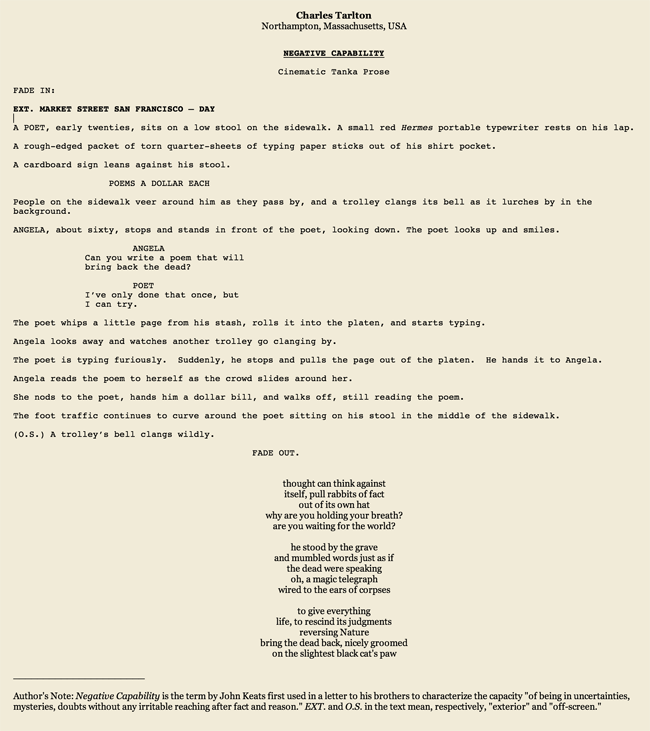 Charles Tarlton
Northampton, Massachusetts, USA
NEGATIVE CAPABILITY
Cinematic Tanka Prose
FADE IN:
EXT. MARKET STREET SAN FRANCISCO — DAY
A POET, early twenties, sits on a low stool on the sidewalk. A small red Hermes portable typewriter rests on his lap.
A rough-edged packet of torn quarter-sheets of typing paper sticks out of his shirt pocket.
A cardboard sign leans against his stool.
POEMS A DOLLAR EACH
People on the sidewalk veer around him as they pass by, and a trolley clangs its bell as it lurches by in the
background.
ANGELA, about sixty, stops and stands in front of the poet, looking down. The poet looks up and smiles.
ANGELA
Can you write a poem that will
bring back the dead?
POET
I’ve only done that once, but
I can try.
The poet whips a little page from his stash, rolls it into the platen, and starts typing.
Angela looks away and watches another trolley go clanging by.
The poet is typing furiously.  Suddenly, he stops and pulls the page out of the platen.  He hands it to Angela.
Angela reads the poem to herself as the crowd slides around her.
She nods to the poet, hands him a dollar bill, and walks off, still reading the poem.
The foot traffic continues to curve around the poet sitting on his stool in the middle of the sidewalk.
(O.S.) A trolley’s bell clangs wildly.
FADE OUT.
thought can think against
itself, pull rabbits of fact
out of its own hat
why are you holding your breath?
are you waiting for the world?
he stood by the grave
and mumbled words just as if
the dead were speaking
oh, a magic telegraph
wired to the ears of corpses
to give everything
life, to rescind its judgments
reversing Nature
bring the dead back, nicely groomed
on the slightest black cat's paw
Author's Note: Negative Capability is the term by John Keats first used in a letter to his brothers to characterize the capacity "of being in uncertainties,
mysteries, doubts without any irritable reaching after fact and reason." EXT. and O.S. in the text mean, respectively, "exterior" and "off-screen."